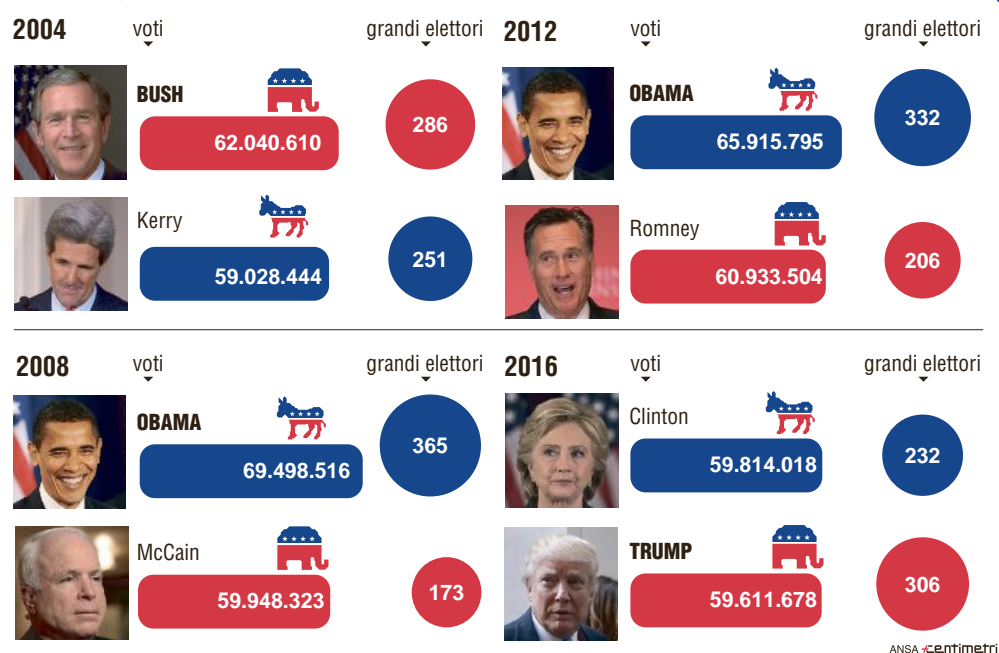 2004
voti
grandi elettori
BUSH
62.040.610
286
Kerry
59.028.444
251
2012
voti
grandi elettori
OBAMA
65.915.795
332
Romney
60.933.504
206
2008
voti
grandi elettori
OBAMA
69.498.516
365
McCain
59.948.323
173
2016
voti
grandi elettori
Clinton
59.814.018
232
TRUMP
59.611.678
306
ANSA centimetri